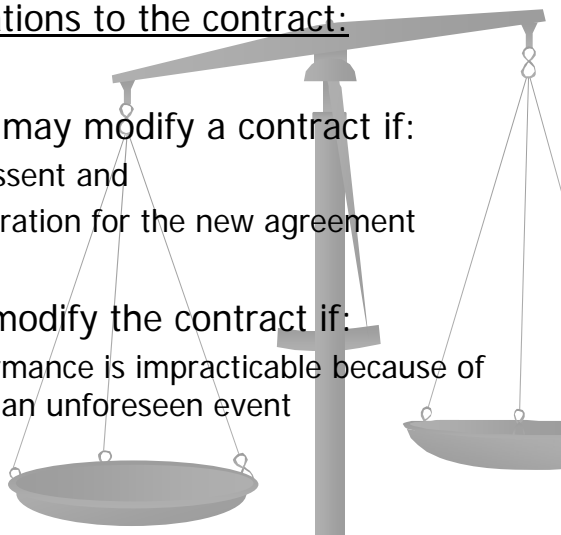 ations to the contract:
may modify a contract if:
ssent and
ration for the new agreement
modify the contract if:
rmance is impracticable because of
an unforeseen event